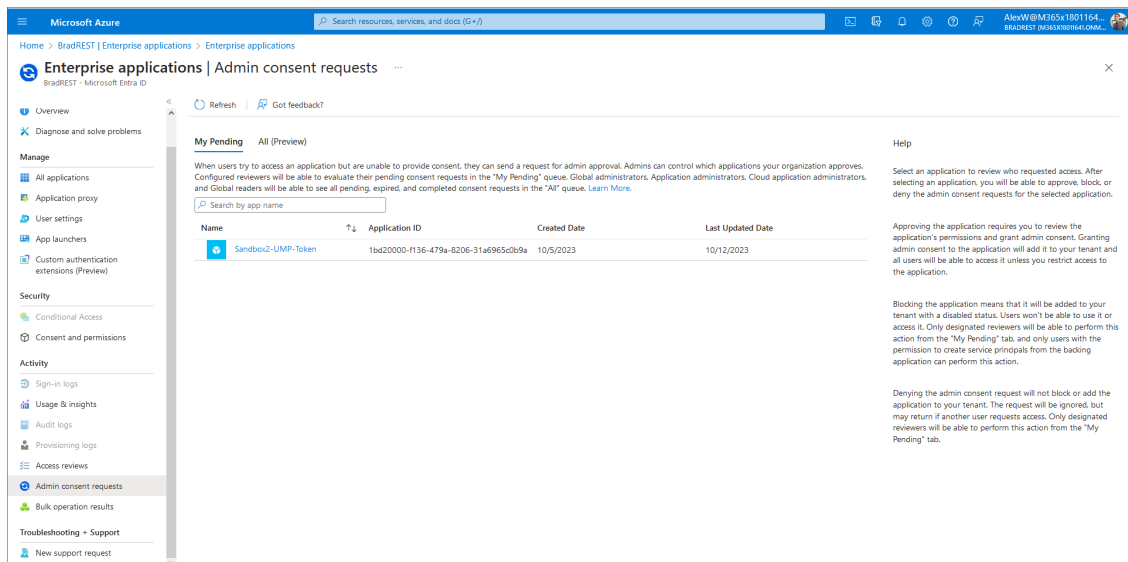 Microsoft Azure
Search resources, services, and docs (G+/)
AlexW@M365x1801164...
BRADREST (M365X18011641.ONM...
Home > BradREST | Enterprise applications > Enterprise applications
Enterprise applications | Admin consent requests ...
BradREST - Microsoft Entra ID
Overview
Diagnose and solve problems
Manage
All applications
Application proxy
User settings
App launchers
Custom authentication
extensions (Preview)
Security
Conditional Access
Consent and permissions
Activity
Sign-in logs
Usage & insights
Audit logs
Provisioning logs
Access reviews
Admin consent requests
Bulk operation results
Troubleshooting + Support
New support request
Refresh
Got feedback?
My Pending
All (Preview)
When users try to access an application but are unable to provide consent, they can send a request for admin approval. Admins can control which applications your organization approves.
Configured reviewers will be able to evaluate their pending consent requests in the "My Pending" queue. Global administrators, Application administrators, Cloud application administrators,
and Global readers will be able to see all pending, expired, and completed consent requests in the "All" queue. Learn More.
Search by app name
Name Application ID Created Date Last Updated Date
Sandbox2-UMP-Token 1bd20000-f136-479a-8206-31a6965c0b9a 10/5/2023 10/12/2023
Help
Select an application to review who requested access. After
selecting an application, you will be able to approve, block, or
deny the admin consent requests for the selected application.
Approving the application requires you to review the
application's permissions and grant admin consent. Granting
admin consent to the application will add it to your tenant and
all users will be able to access it unless you restrict access to
the application.
Blocking the application means that it will be added to your
tenant with a disabled status. Users won't be able to use it or
access it. Only designated reviewers will be able to perform this
action from the "My Pending" tab, and only users with the
permission to create service principals from the backing
application can perform this action.
Denying the admin consent request will not block or add the
application to your tenant. The request will be ignored, but
may return if another user requests access. Only designated
reviewers will be able to perform this action from the "My
Pending" tab.